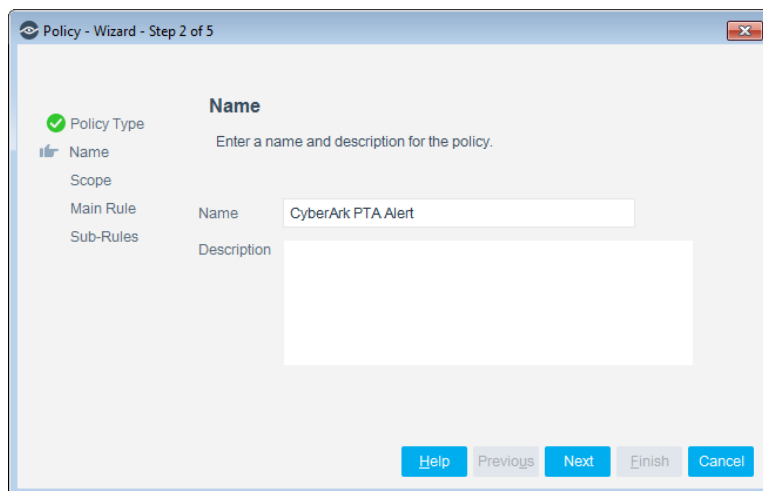 Policy - Wizard - Step 2 of 5
Policy Type
Name
Scope
Main Rule
Sub-Rules
Name
Enter a name and description for the policy.
Name CyberArk PTA Alert
Description
Help Previous Next Finish Cancel